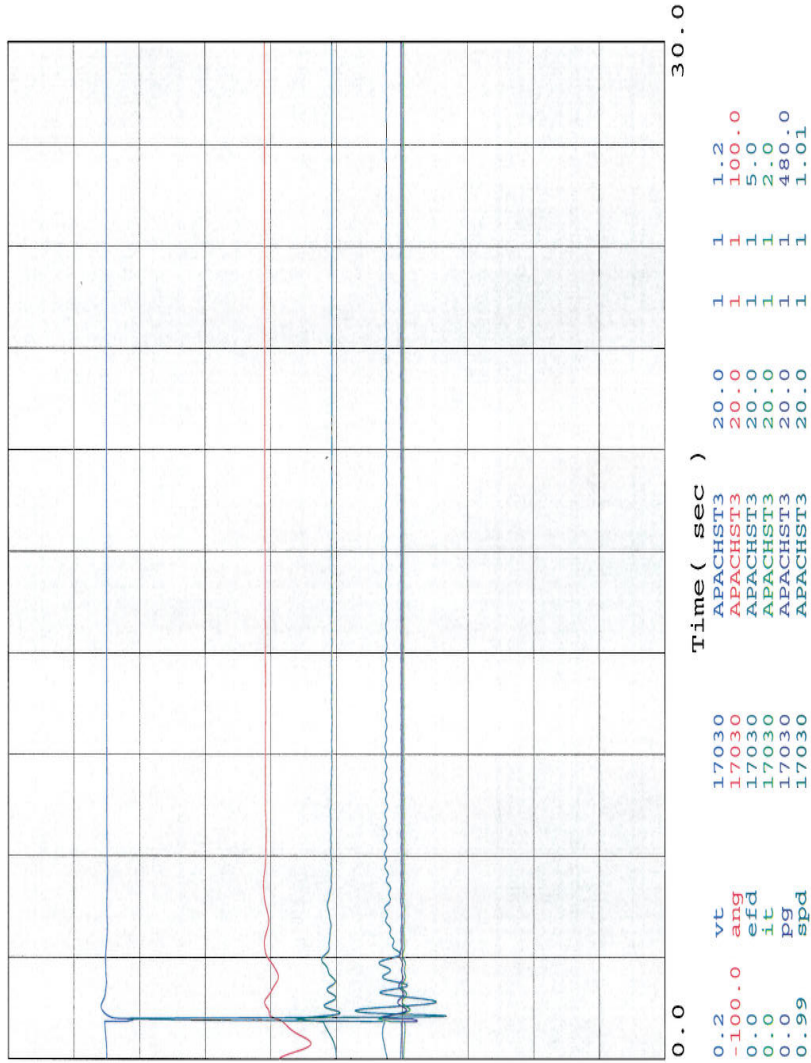 0.0 30.0
Time( sec )
0.2 vt 17030 APACHST3 20.0 1 1 1.2
-100.0 ang 17030 APACHST3 20.0 1 1 100.0
0.0 efd 17030 APACHST3 20.0 1 1 5.0
0.0 it 17030 APACHST3 20.0 1 1 2.0
0.0 pg 17030 APACHST3 20.0 1 1 480.0
0.99 spd 17030 APACHST3 20.0 1 1 1.01